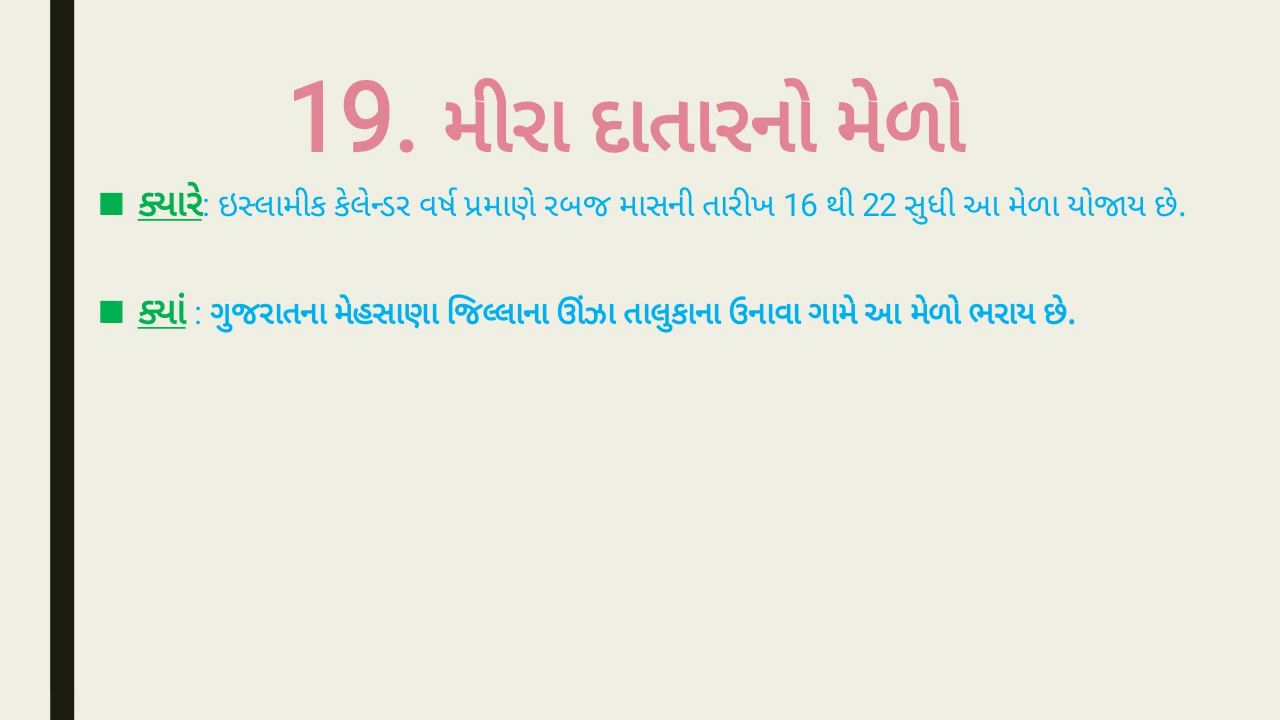 19. મીરા દાતારનો મેળો
■ ક્યારે: ઇસ્લામીક કેલેન્ડર વર્ષ પ્રમાણે રબજ માસની તારીખ 16 થી 22 સુધી આ મેળા યોજાય છે.
■ ક્યાં : ગુજરાતના મેહસાણા જિલ્લાના ઊંઝા તાલુકાના ઉનાવા ગામે આ મેળો ભરાય છે.